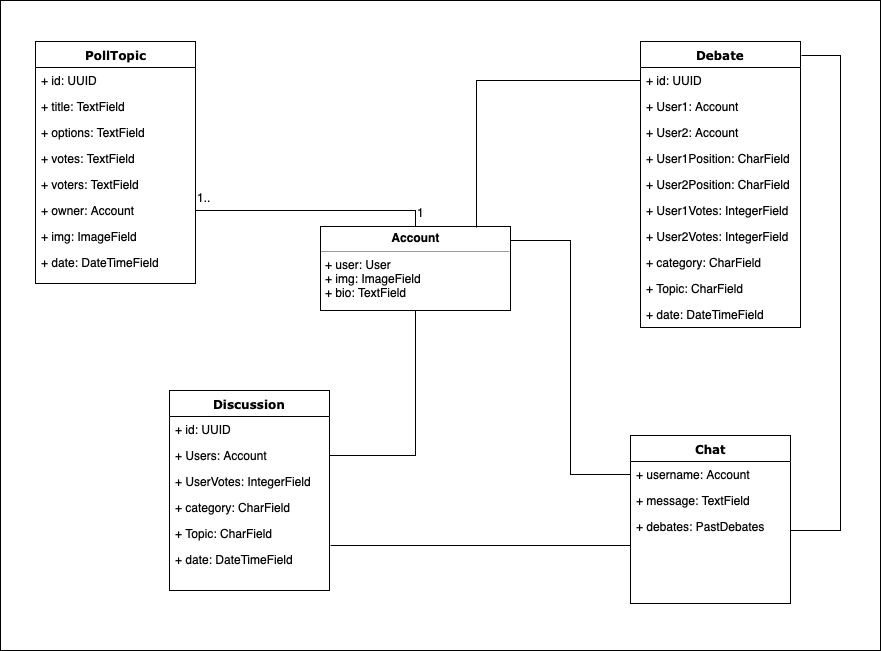 PollTopic
+ id: UUID
+ title: TextField
+ options: TextField
+ votes: TextField
+ voters: TextField
+ owner: Account
+ img: ImageField
+ date: DateTimeField
1..
1
Account
+ user: User
+ img: ImageField
+ bio: TextField
Debate
+ id: UUID
+ User1: Account
+ User2: Account
+ User1Position: CharField
+ User2Position: CharField
+ User1Votes: IntegerField
+ User2Votes: IntegerField
+ category: CharField
+ Topic: CharField
+ date: DateTimeField
Discussion
+ id: UUID
+ Users: Account
+ UserVotes: IntegerField
+ category: CharField
+ Topic: CharField
+ date: DateTimeField
Chat
+ username: Account
+ message: TextField
+ debates: PastDebates